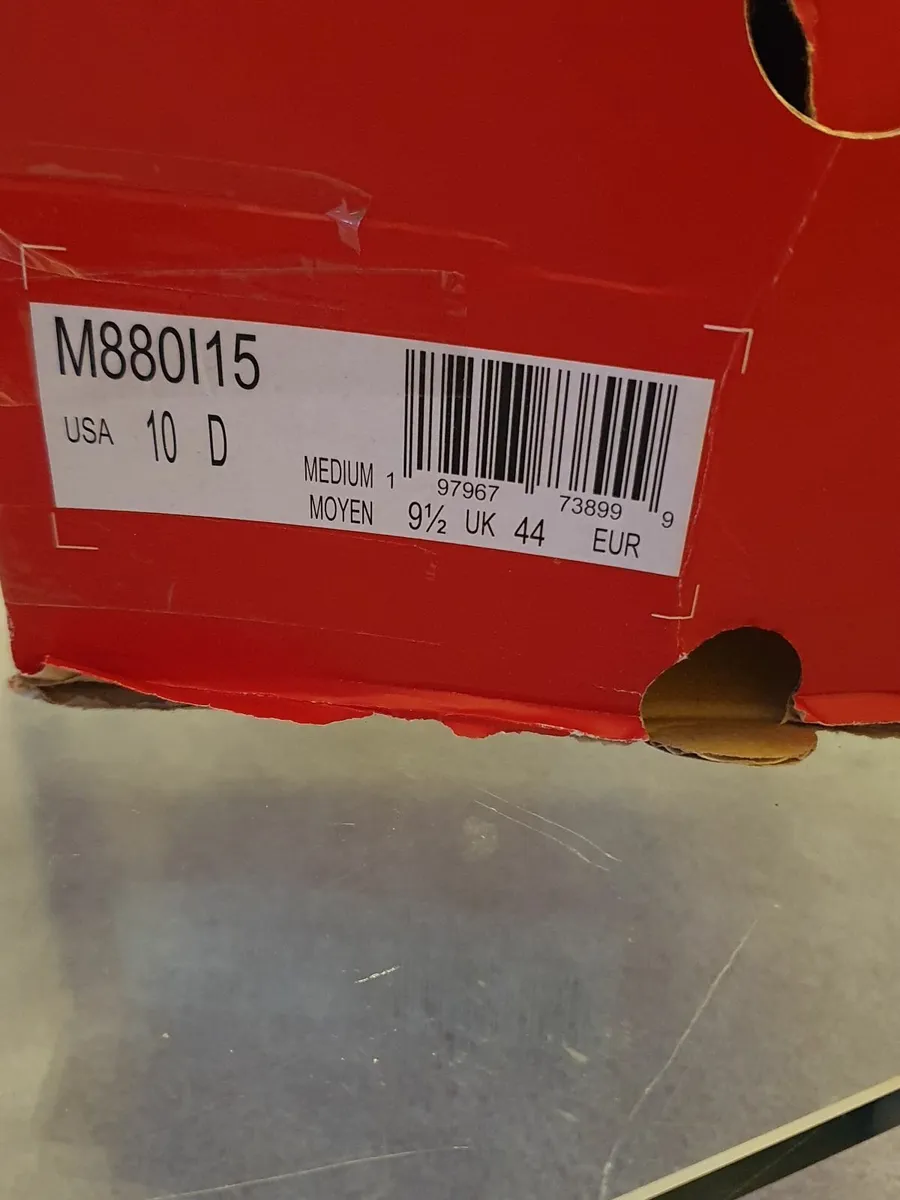 M880I15
USA 10 D
MEDIUM 1 97967 73899 9
MOYEN 9½ UK 44 EUR